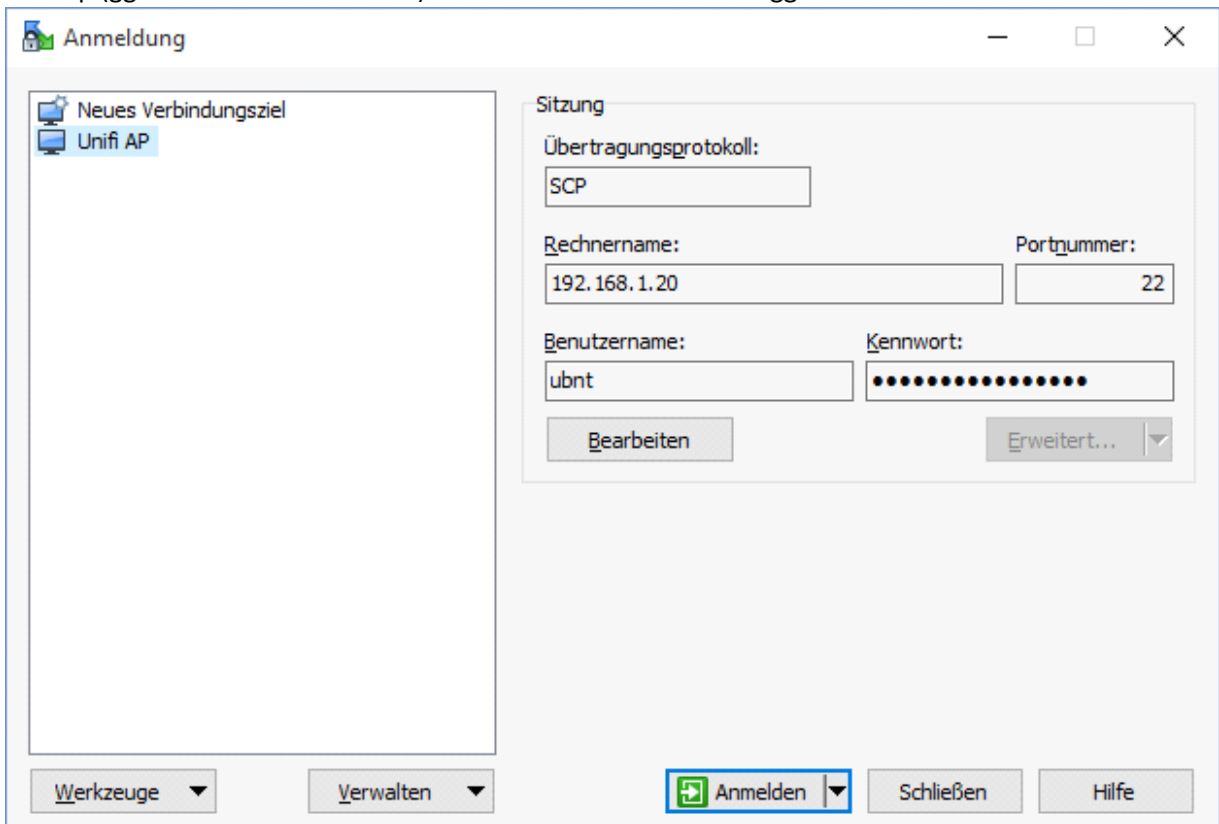 Anmeldung
Neues Verbindungsziel
Unifi AP
Sitzung
Übertragungsprotokoll:
SCP
Rechnername:
Portnummer:
192.168.1.20
22
Benutzername:
Kennwort:
ubnt
●●●●●●●●●●●●●●●●
Bearbeiten
Erweitert...
Werkzeuge
Verwalten
Anmelden
Schließen
Hilfe